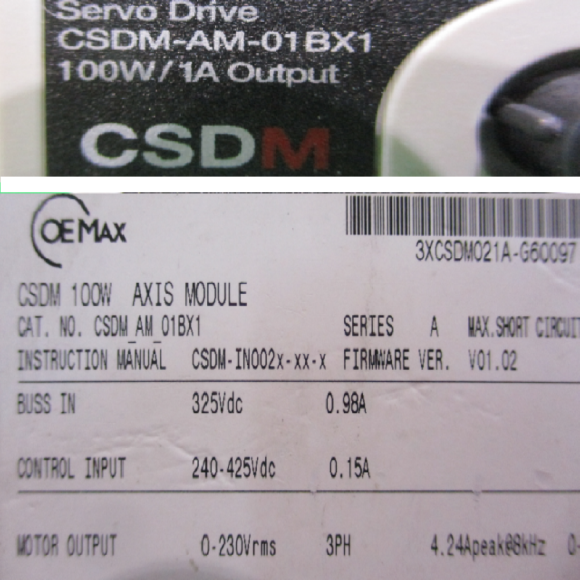 Servo Drive
CSDM-AM-01BX1
100W/1A Output
CSDM
OEMAX
3XCSDM021A-G60097
CSDM 100W AXIS MODULE
CAT. NO. CSDM_AM_01BX1 SERIES A MAX.SHORT CIRCUIT
INSTRUCTION MANUAL CSDM-IN002x-xx-x FIRMWARE VER. V01.02
BUSS IN 325Vdc 0.98A
CONTROL INPUT 240-425Vdc 0.15A
MOTOR OUTPUT 0-230Vrms 3PH 4.24Apeak@8kHz 0-